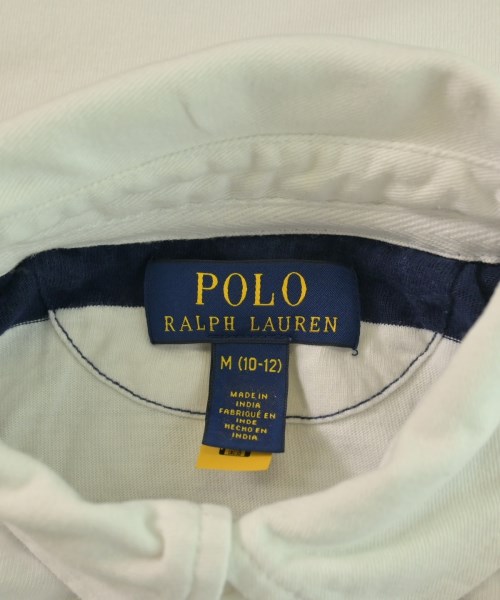 POLO
RALPH LAUREN
M (10-12)
MADE IN
INDIA
FABRIQUÉ EN
INDE
HECHO EN
INDIA